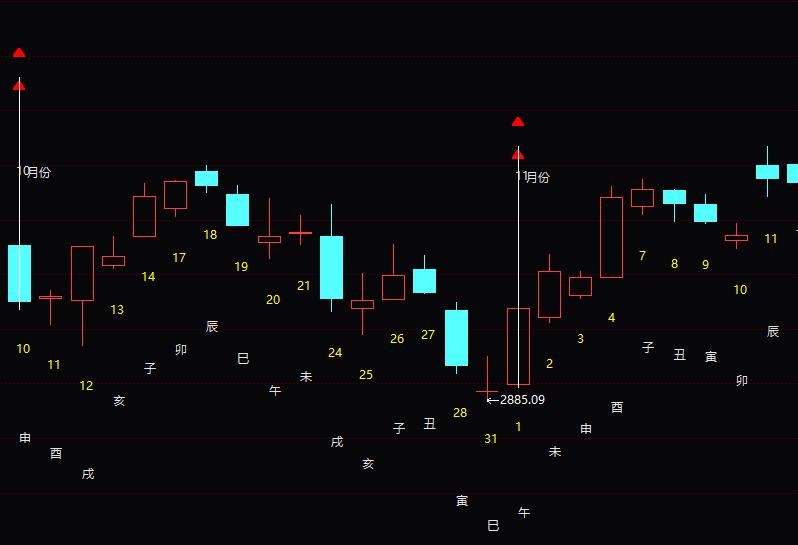 10月份
11月份
7
11
18
8
9
14
17
19
10
20
21
13
4
26
27
3
10
11
24
2
12
25
辰
卯
巳
辰
子
丑
寅
子
午
未
卯
亥
←2885.09
酉
28
1
31
申
酉
戌
戌
亥
子
丑
申
未
寅
巳
午